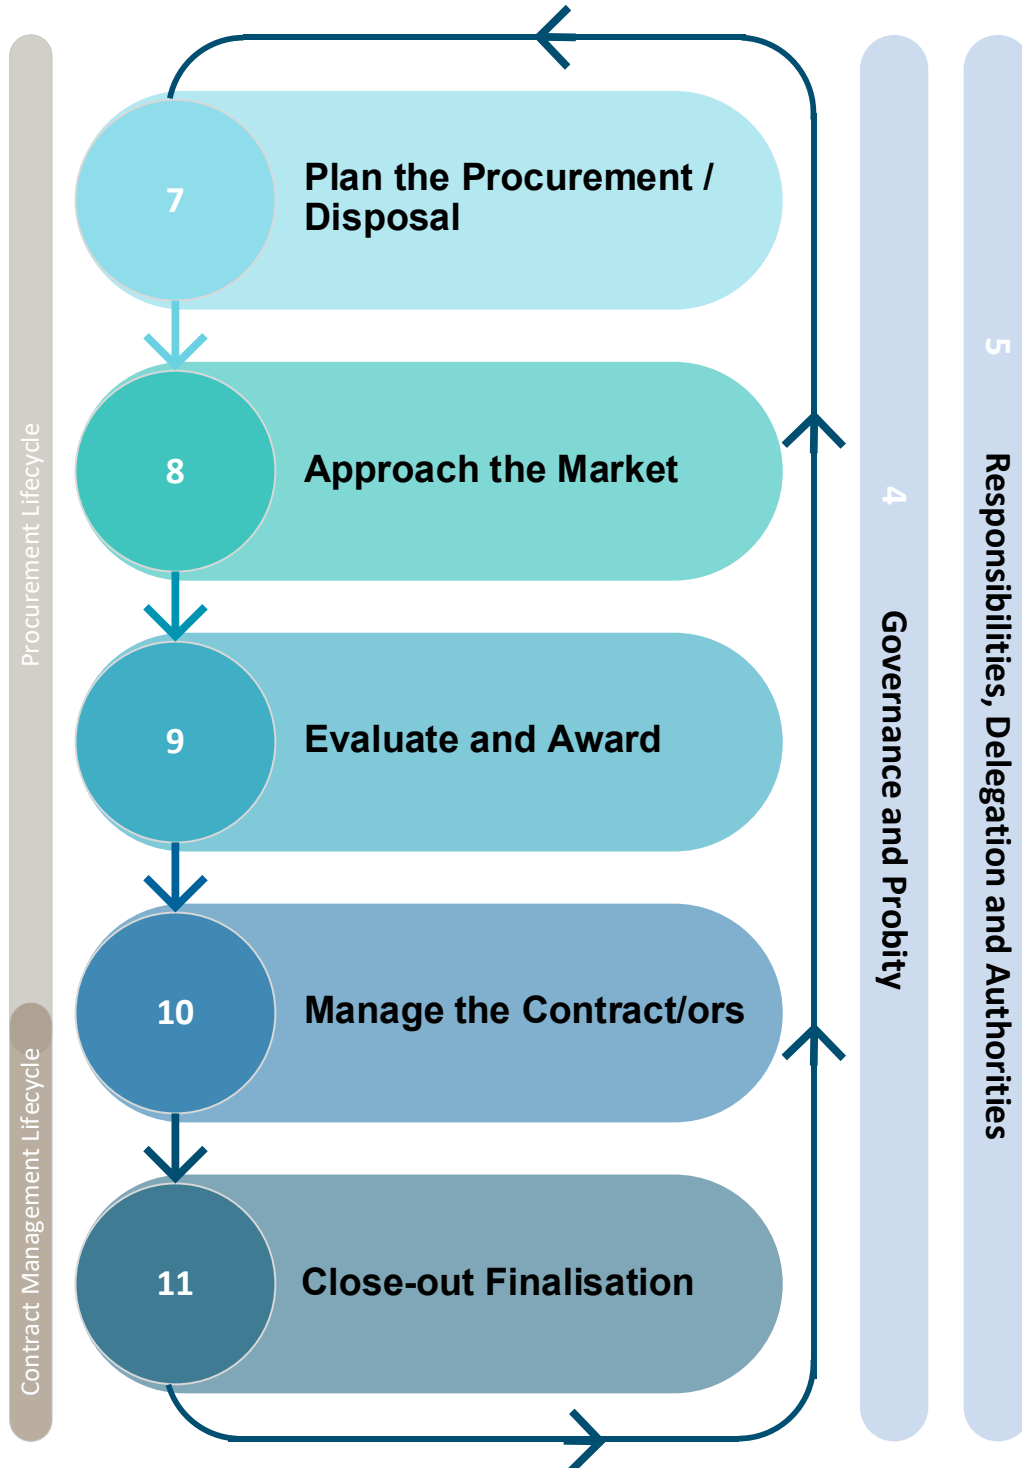 Procurement Lifecycle
Contract Management Lifecycle
7
Plan the Procurement /
Disposal
8
Approach the Market
9
Evaluate and Award
10
Manage the Contract/ors
11
Close-out Finalisation
4 Governance and Probity
5 Responsibilities, Delegation and Authorities